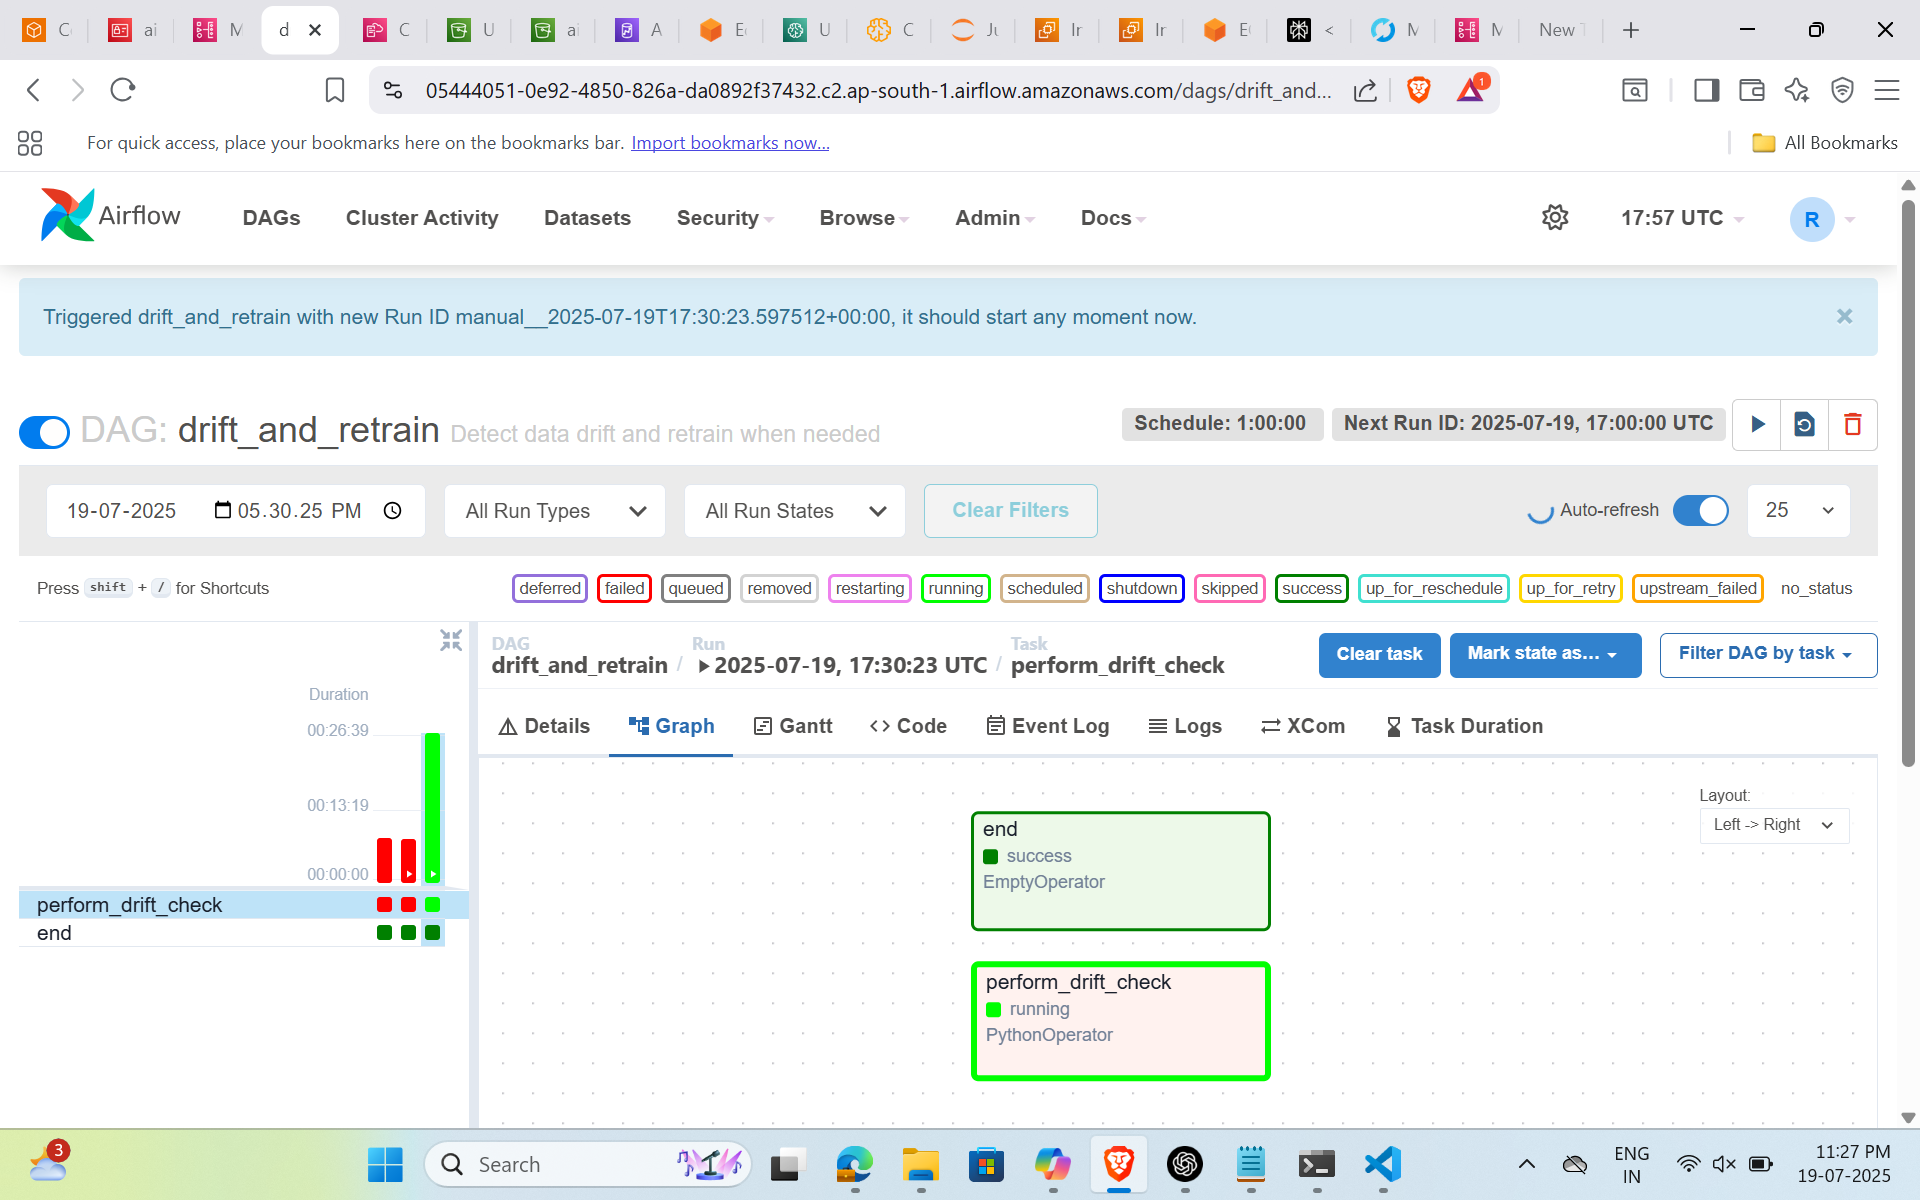 ai
M
d
C
U
ai
A
U
C
Ir
Ir
<
M
M
New
05444051-0e92-4850-826a-da0892f37432.c2.ap-south-1.airflow.amazonaws.com/dags/drift_and...
1
For quick access, place your bookmarks here on the bookmarks bar. Import bookmarks now...
All Bookmarks
Airflow
DAGs
Cluster Activity
Datasets
Security
Browse
Admin
Docs
17:57 UTC
R
Triggered drift_and_retrain with new Run ID manual__2025-07-19T17:30:23.597512+00:00, it should start any moment now.
×
DAG: drift_and_retrain Detect data drift and retrain when needed
Schedule: 1:00:00
Next Run ID: 2025-07-19, 17:00:00 UTC
19-07-2025 05.30.25 PM
All Run Types
All Run States
Clear Filters
Auto-refresh
25
Press shift + / for Shortcuts
deferred
failed
queued
removed
restarting
running
scheduled
shutdown
skipped
success
up_for_reschedule
up_for_retry
upstream_failed
no_status
Duration
00:26:39
00:13:19
00:00:00
perform_drift_check
end
DAG
drift_and_retrain
/
Run
2025-07-19, 17:30:23 UTC
/
Task
perform_drift_check
Clear task
Mark state as...
Filter DAG by task
Details
Graph
Gantt
Code
Event Log
Logs
XCom
Task Duration
Layout:
Left -> Right
end
success
EmptyOperator
perform_drift_check
running
PythonOperator
3
Search
ENG
IN
11:27 PM
19-07-2025